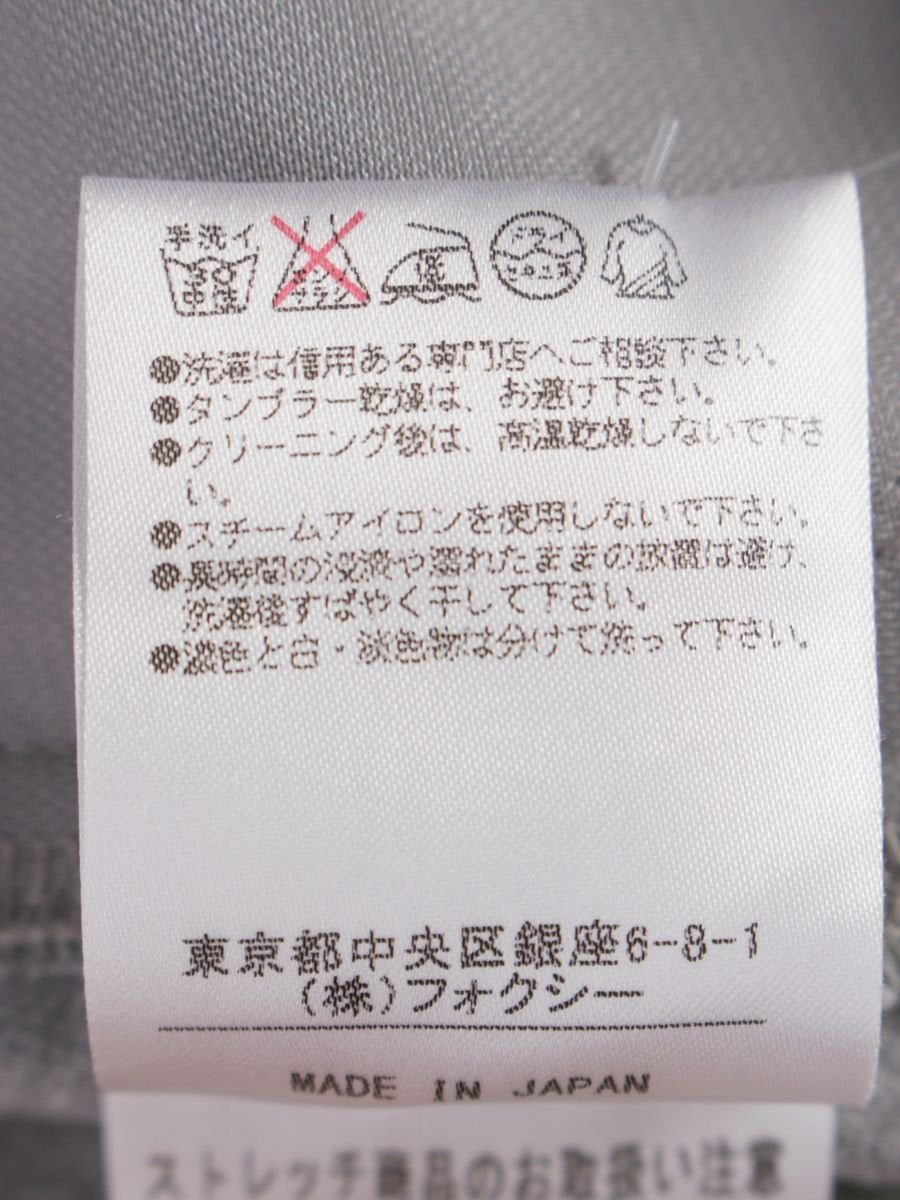 手洗イ
30
中性
エンソ
サラシ
低
ドライ
セキユ系
●洗濯は信用ある専門店へご相談下さい。
●タンブラー乾燥は、お避け下さい。
●クリーニング後は、高温乾燥しないで下さ
い。
●スチームアイロンを使用しないで下さい。
●長時間の浸漬や濡れたままの放置は避け、
洗濯後すばやく干して下さい。
●濃色と白・淡色物は分けて洗って下さい。
東京都中央区銀座6-8-1
(株)フォクシー
MADE IN JAPAN
ストレッチ商品のお取扱い注意